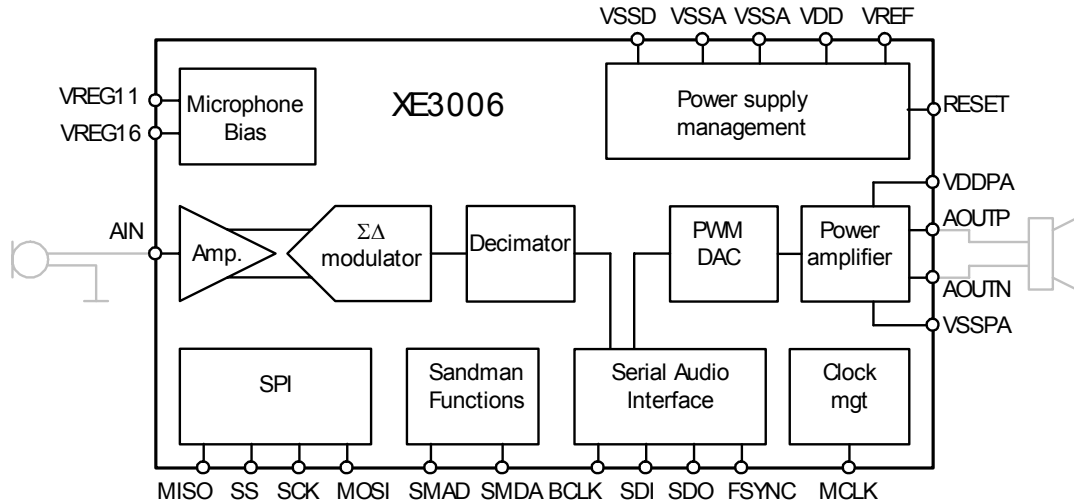 VSSD VSSA VSSA VDD VREF
VREG11
VREG16
Microphone
Bias
XE3006
Power supply
management
RESET
VDDPA
AIN
Amp.
ΣΔ
modulator
Decimator
PWM
DAC
Power
amplifier
AOUTP
AOUTN
VSSPA
SPI
Sandman
Functions
Serial Audio
Interface
Clock
mgt
MISO SS SCK MOSI SMAD SMDA BCLK SDI SDO FSYNC MCLK